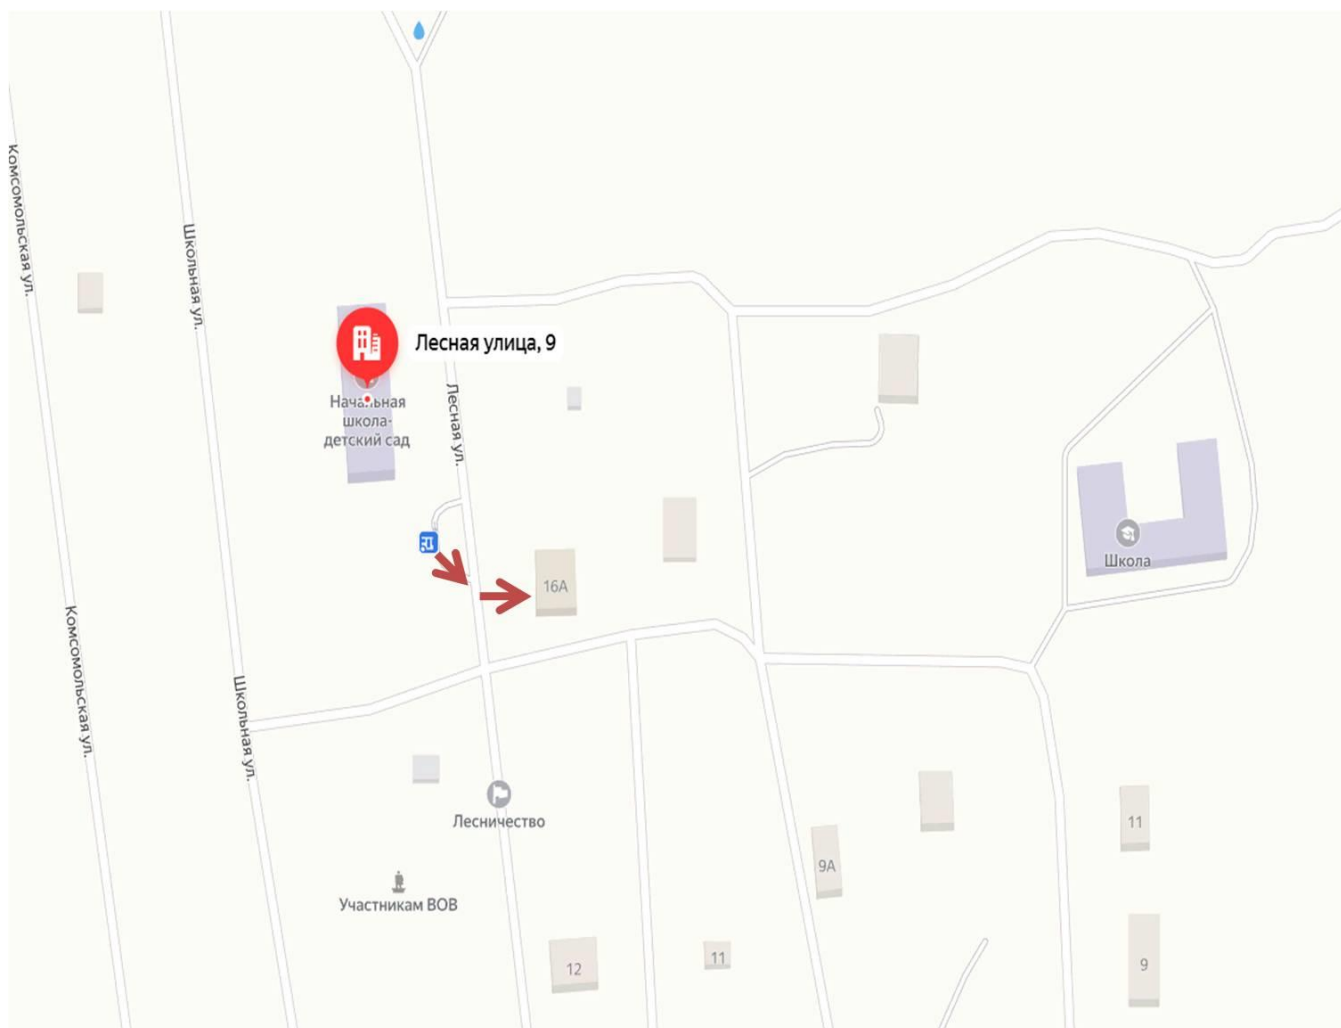 Комсомольская ул.
Школьная ул.
Лесная улица, 9
Начальная
школа-
детский сад
Лесная ул.
16А
Школа
Комсомольская ул.
Школьная ул.
Лесничество
11
9А
Участникам ВОВ
12
11
9